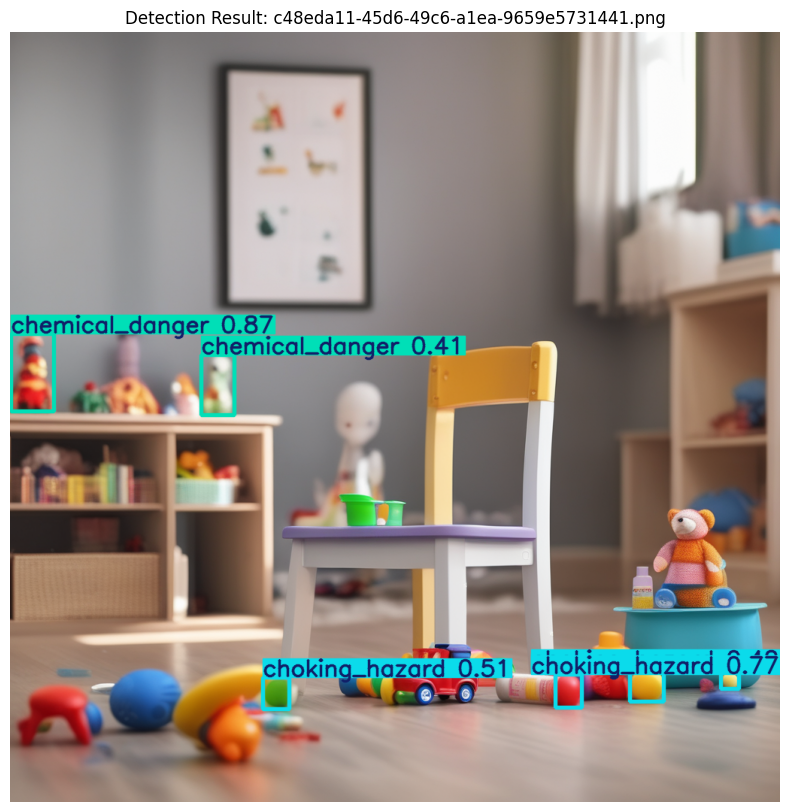 Detection Result: c48eda11-45d6-49c6-a1ea-9659e5731441.png
chemical_danger 0.87
chemical_danger 0.41
choking_hazard 0.51
choking_hazard 0.77